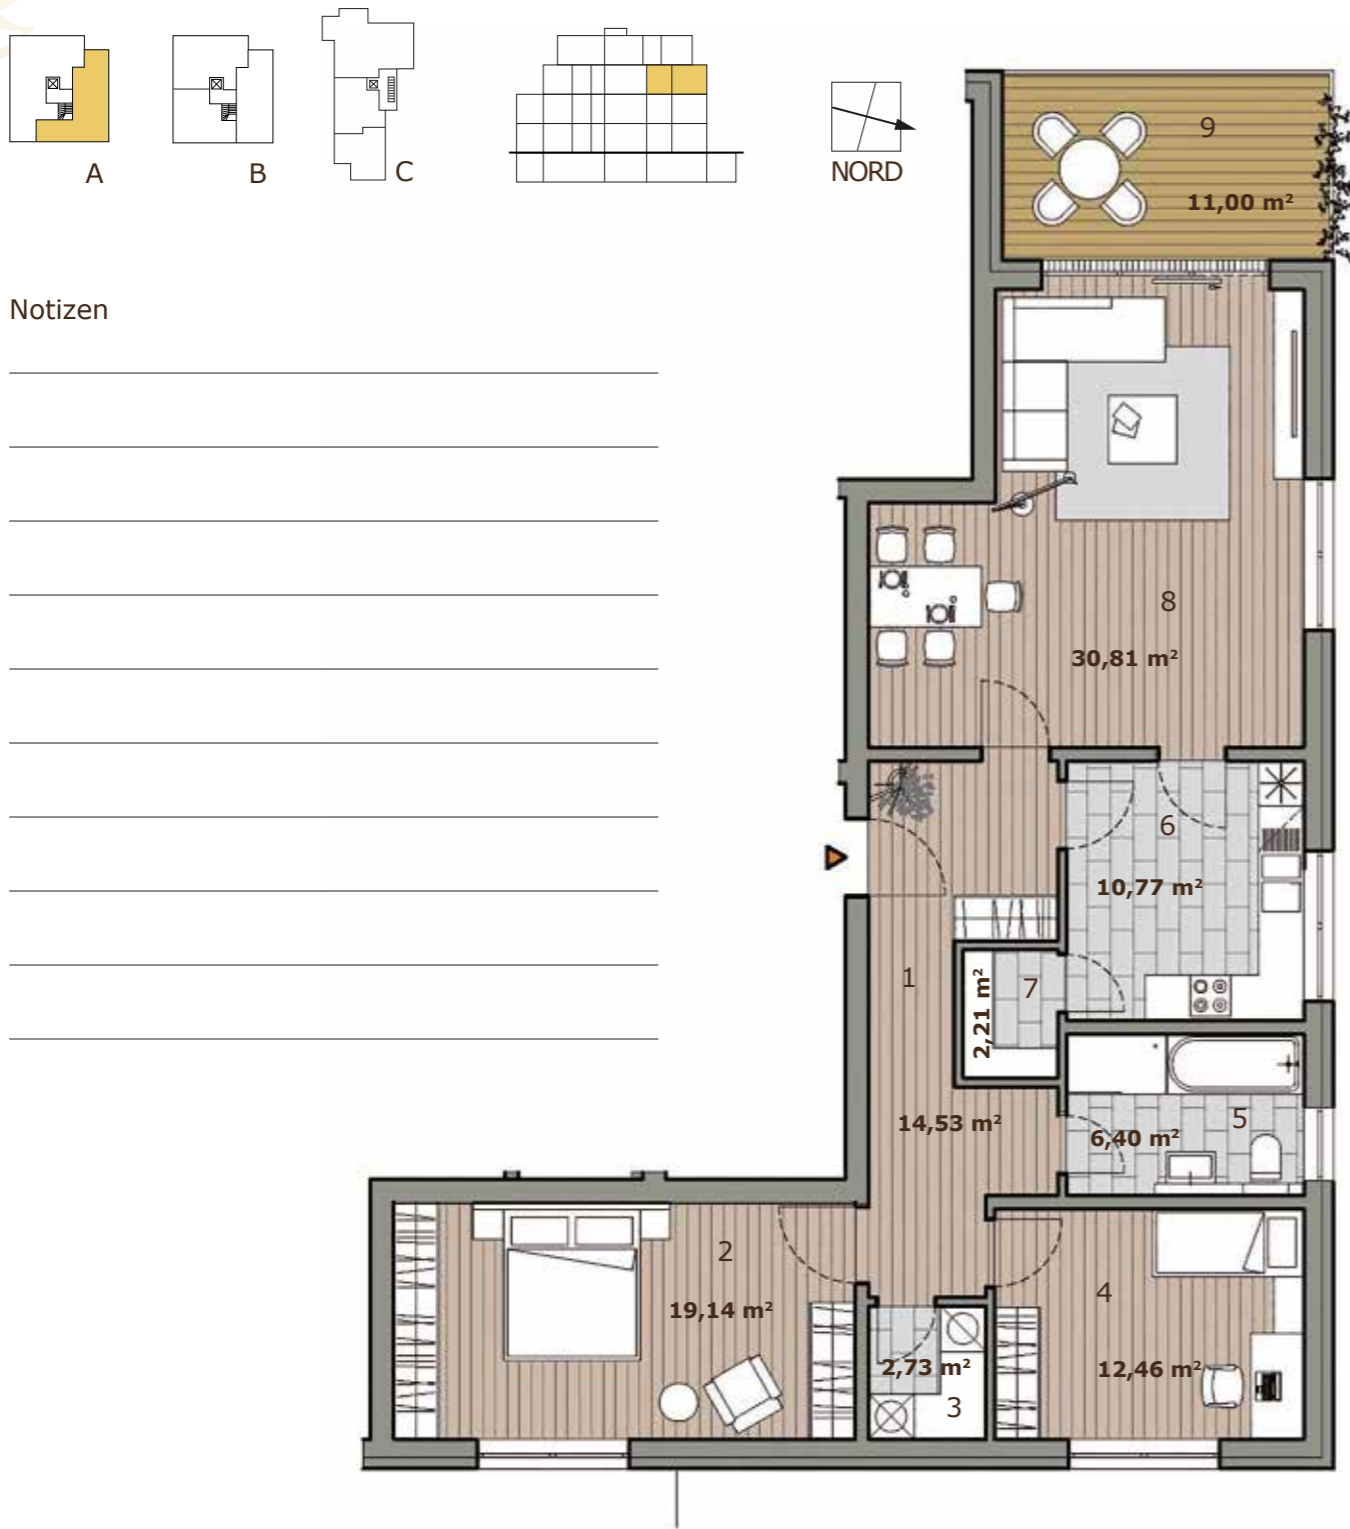 A
B
C
NORD
Notizen
9
11,00 m²
8
30,81 m²
6
10,77 m²
1
7
2,21 m²
14,53 m²
5
6,40 m²
2
19,14 m²
4
12,46 m²
2,73 m²
3